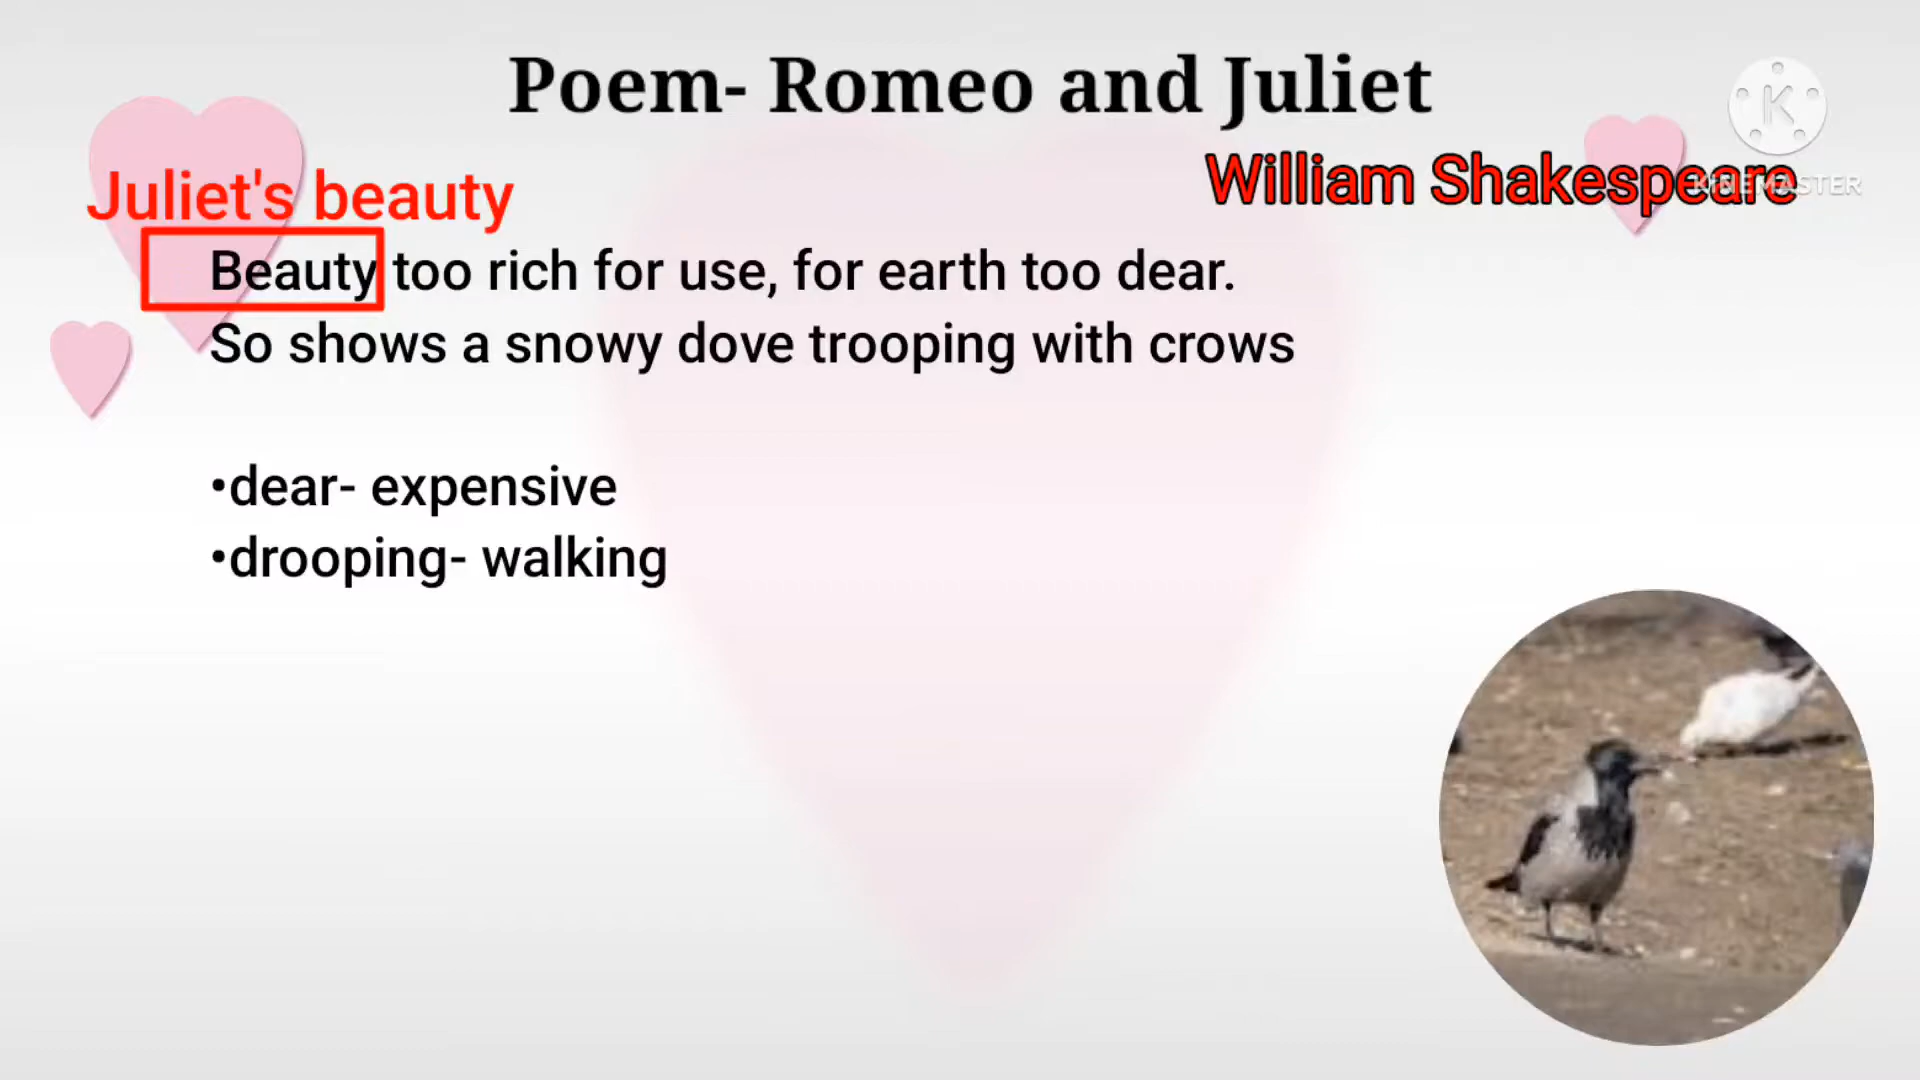 Poem- Romeo and Juliet
William Shakespeare
KINEMASTER
Juliet's beauty
Beauty too rich for use, for earth too dear.
So shows a snowy dove trooping with crows
•dear- expensive
•drooping- walking